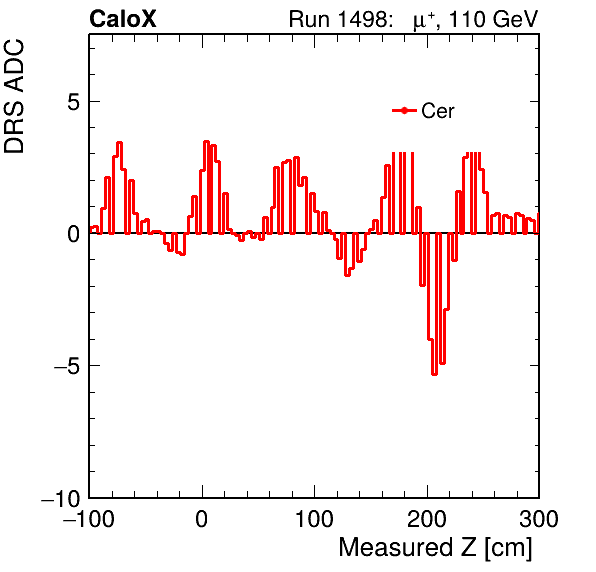 CaloX Run 1498: μ⁺, 110 GeV
DRS ADC
Cer
5
0
−5
−10
−100 0 100 200 300
Measured Z [cm]